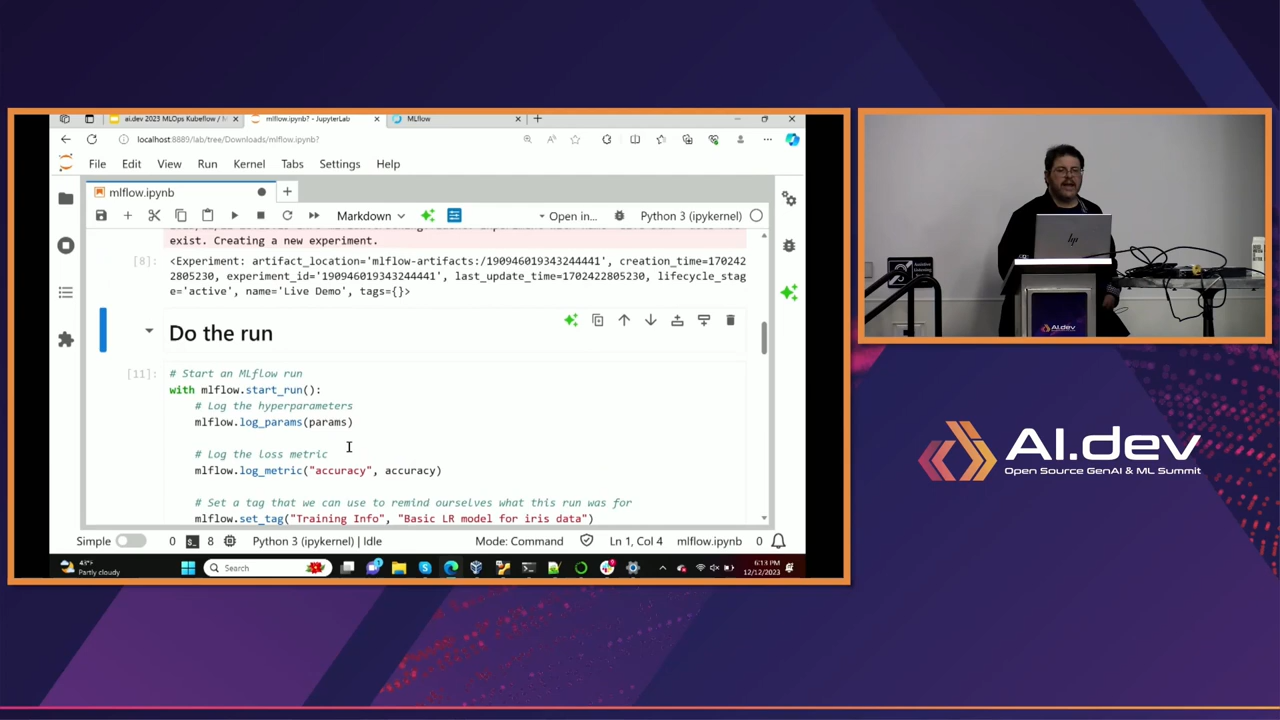 ai.dev 2023 MLOps Kubeflow / M
mlflow.ipynb? - JupyterLab
MLflow
localhost:8889/lab/tree/Downloads/mlflow.ipynb?
File Edit View Run Kernel Tabs Settings Help
mlflow.ipynb
Markdown
Open in...
Python 3 (ipykernel)
exist. Creating a new experiment.
[8]:
<Experiment: artifact_location='mlflow-artifacts:/190946019343244441', creation_time=170242
2805230, experiment_id='190946019343244441', last_update_time=1702422805230, lifecycle_stag
e='active', name='Live Demo', tags={}>
Do the run
[11]:
# Start an MLflow run
with mlflow.start_run():
# Log the hyperparameters
mlflow.log_params(params)
# Log the loss metric
mlflow.log_metric("accuracy", accuracy)
# Set a tag that we can use to remind ourselves what this run was for
mlflow.set_tag("Training Info", "Basic LR model for iris data")
Simple 0 8 Python 3 (ipykernel) | Idle Mode: Command Ln 1, Col 4 mlflow.ipynb 0
43°F
Partly cloudy
Search
6:13 PM
12/12/2023
hp
AI.dev
AI.dev
Open Source GenAI & ML Summit